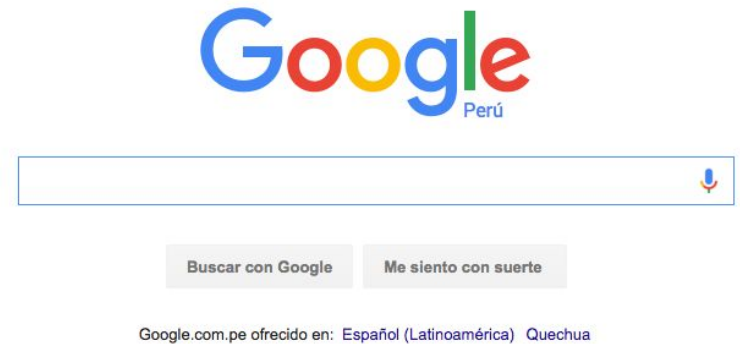 Google
Perú
Buscar con Google Me siento con suerte
Google.com.pe ofrecido en: Español (Latinoamérica) Quechua